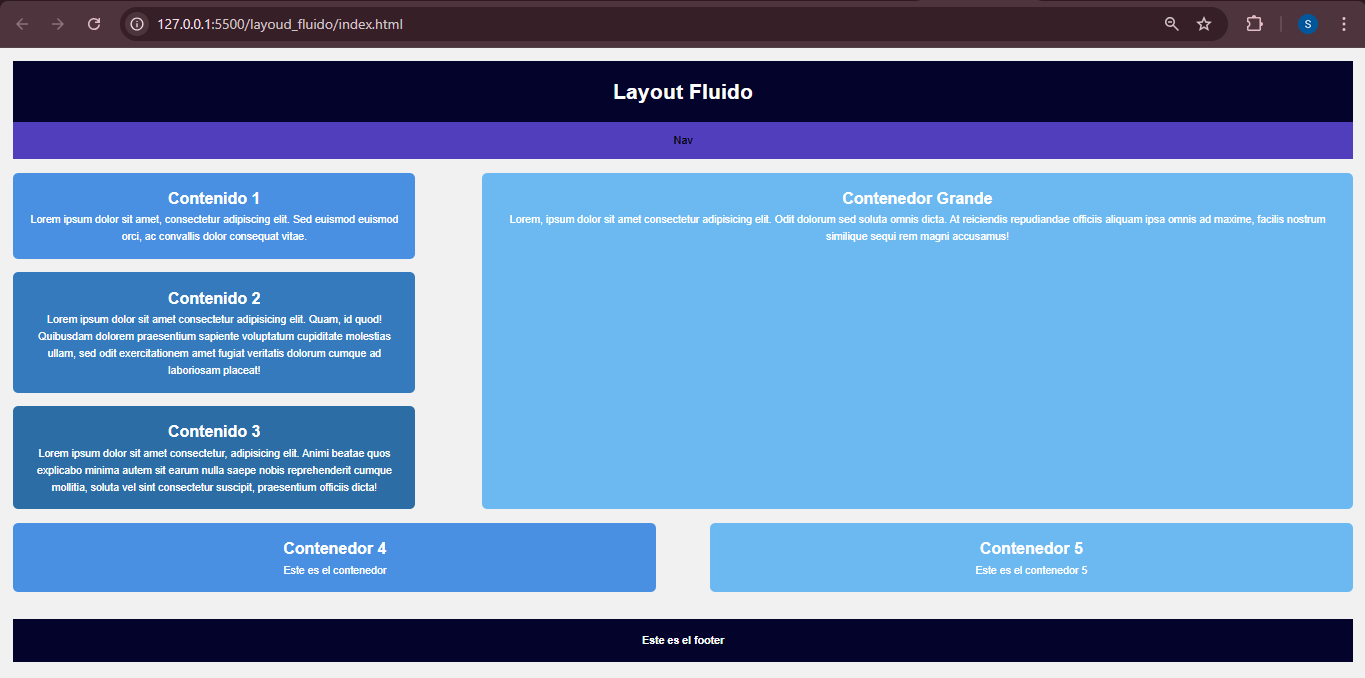 127.0.0.1:5500/layoud_fluido/index.html
S
Layout Fluido
Nav
Contenido 1
Lorem ipsum dolor sit amet, consectetur adipiscing elit. Sed euismod euismod
orci, ac convallis dolor consequat vitae.
Contenido 2
Lorem ipsum dolor sit amet consectetur adipisicing elit. Quam, id quod!
Quibusdam dolorem praesentium sapiente voluptatum cupiditate molestias
ullam, sed odit exercitationem amet fugiat veritatis dolorum cumque ad
laboriosam placeat!
Contenido 3
Lorem ipsum dolor sit amet consectetur, adipisicing elit. Animi beatae quos
explicabo minima autem sit earum nulla saepe nobis reprehenderit cumque
mollitia, soluta vel sint consectetur suscipit, praesentium officiis dicta!
Contenedor Grande
Lorem, ipsum dolor sit amet consectetur adipisicing elit. Odit dolorum sed soluta omnis dicta. At reiciendis repudiandae officiis aliquam ipsa omnis ad maxime, facilis nostrum
similique sequi rem magni accusamus!
Contenedor 4
Este es el contenedor
Contenedor 5
Este es el contenedor 5
Este es el footer